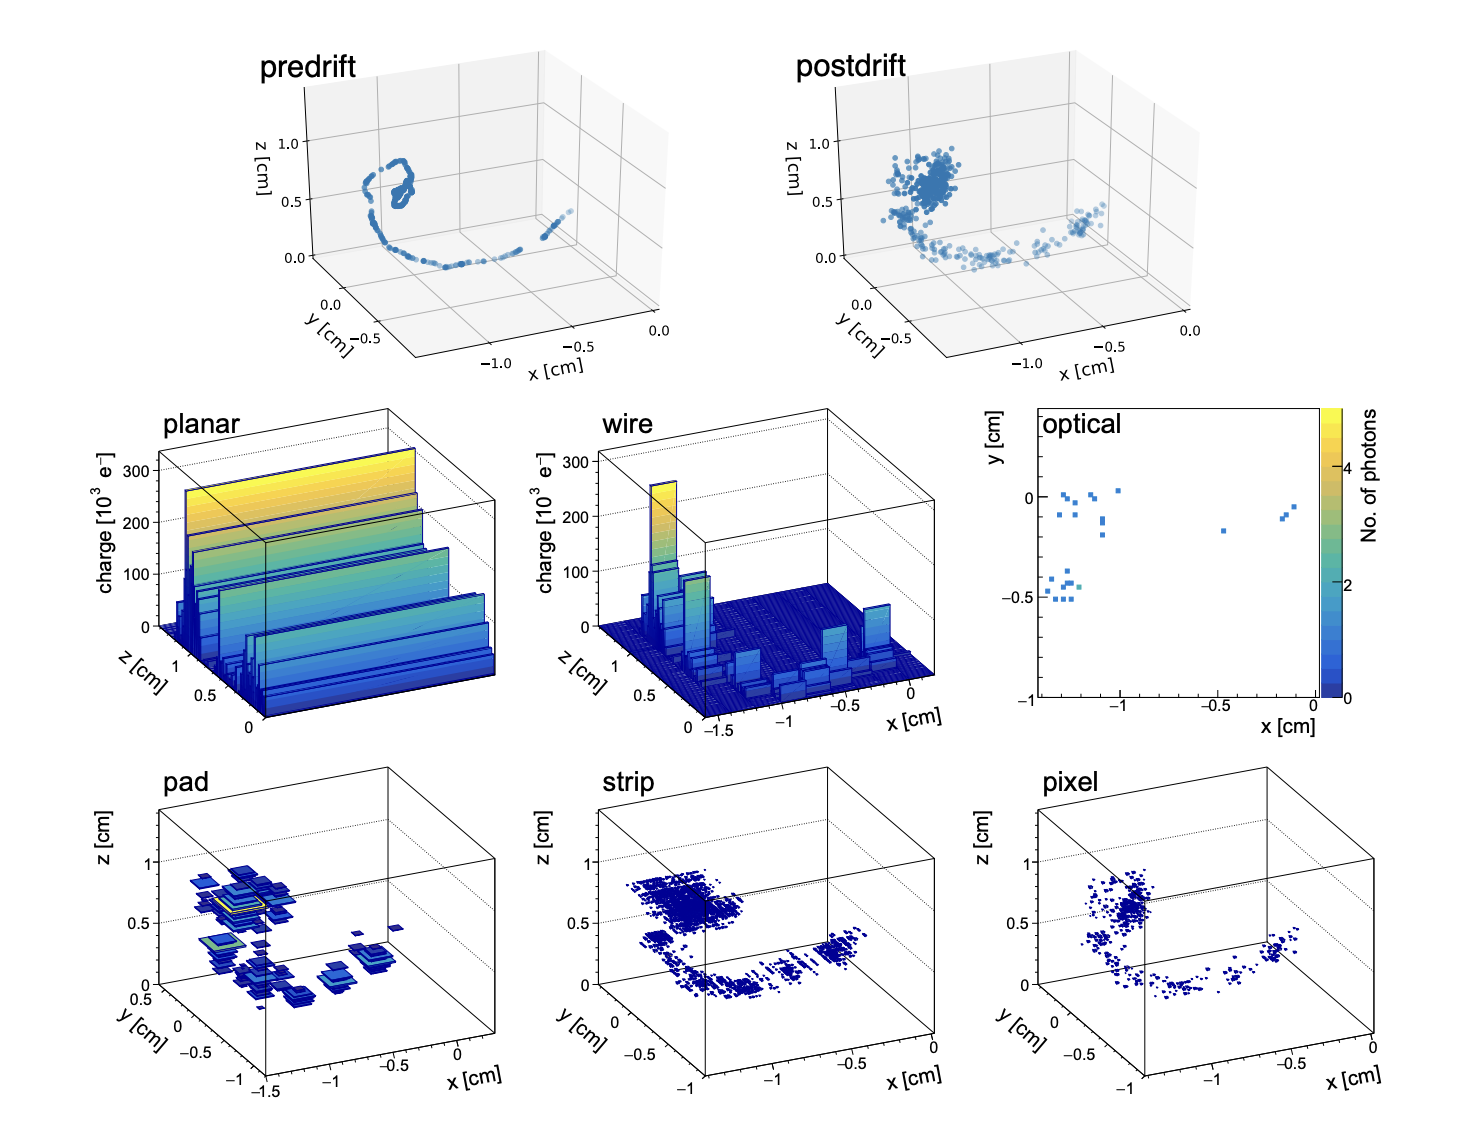 predrift
z [cm]
1.0
0.5
0.0
0.0
−0.5
y [cm]
−1.0
−0.5
0.0
x [cm]
postdrift
z [cm]
1.0
0.5
0.0
0.0
−0.5
y [cm]
−1.0
−0.5
0.0
x [cm]
planar
charge [10³ e⁻]
300
200
100
0
z [cm]
1
0.5
0
wire
charge [10³ e⁻]
300
200
100
0
z [cm]
1
0.5
0
−1.5
−1
−0.5
0
x [cm]
optical
y [cm]
0
−0.5
−1
−1
−0.5
0
x [cm]
4
2
0
No. of photons
pad
z [cm]
1
0.5
0
0.5
0
−0.5
−1
y [cm]
−1.5
−1
−0.5
0
x [cm]
strip
z [cm]
1
0.5
0
0
−0.5
−1
y [cm]
−1
−0.5
0
x [cm]
pixel
z [cm]
1
0.5
0
0
−0.5
−1
y [cm]
−1
−0.5
0
x [cm]